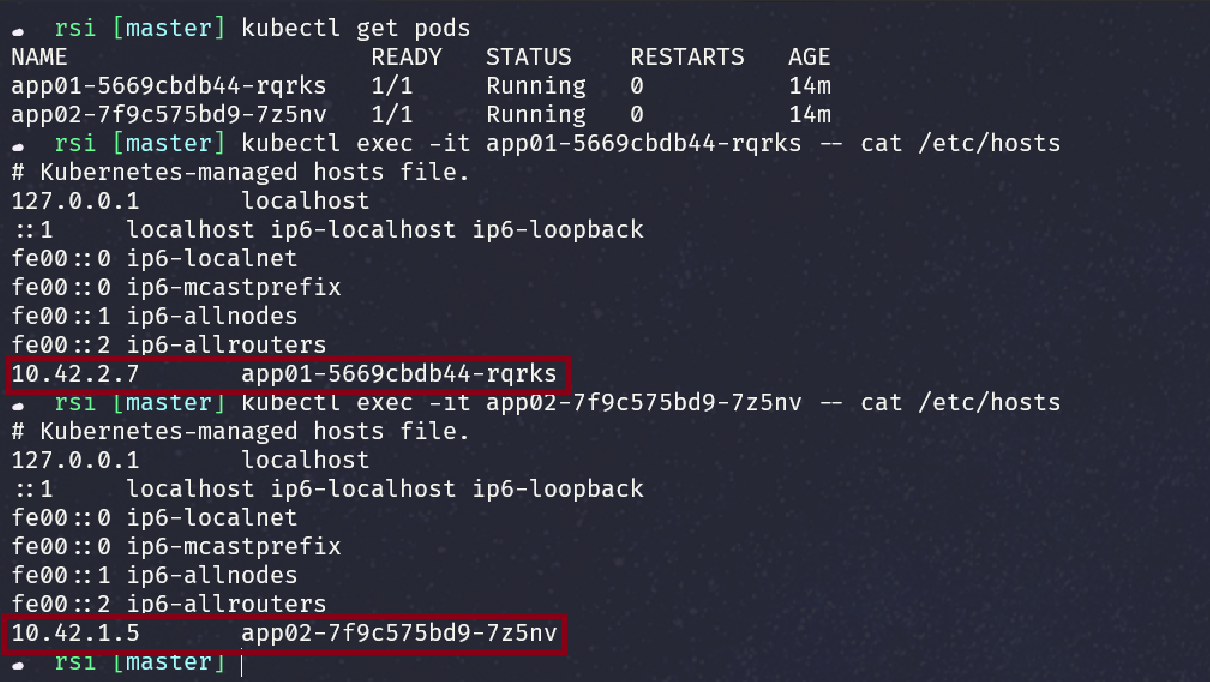 rsi [master] kubectl get pods
NAME READY STATUS RESTARTS AGE
app01-5669cbdb44-rqrks 1/1 Running 0 14m
app02-7f9c575bd9-7z5nv 1/1 Running 0 14m
rsi [master] kubectl exec -it app01-5669cbdb44-rqrks -- cat /etc/hosts
# Kubernetes-managed hosts file.
127.0.0.1 localhost
::1 localhost ip6-localhost ip6-loopback
fe00::0 ip6-localnet
fe00::0 ip6-mcastprefix
fe00::1 ip6-allnodes
fe00::2 ip6-allrouters
10.42.2.7 app01-5669cbdb44-rqrks
rsi [master] kubectl exec -it app02-7f9c575bd9-7z5nv -- cat /etc/hosts
# Kubernetes-managed hosts file.
127.0.0.1 localhost
::1 localhost ip6-localhost ip6-loopback
fe00::0 ip6-localnet
fe00::0 ip6-mcastprefix
fe00::1 ip6-allnodes
fe00::2 ip6-allrouters
10.42.1.5 app02-7f9c575bd9-7z5nv
rsi [master]